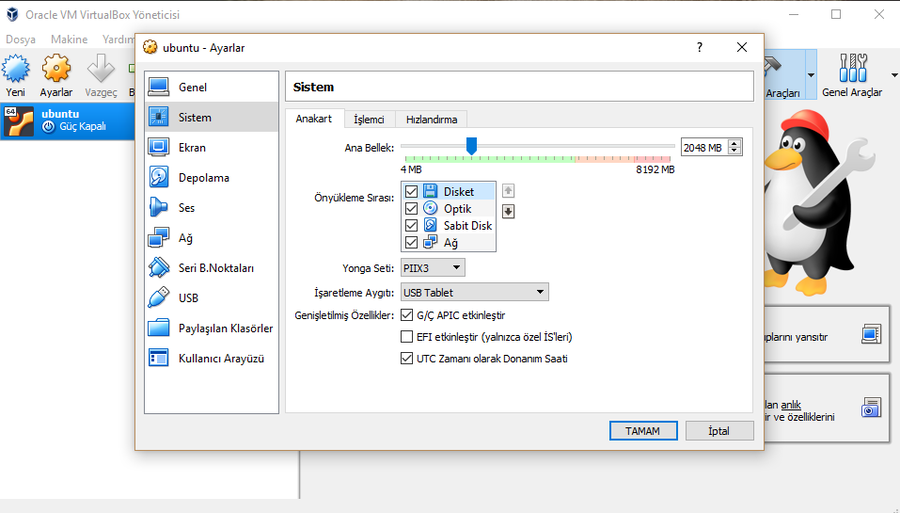 Oracle VM VirtualBox Yöneticisi
Dosya Makine Yardım
Yeni Ayarlar Vazgeç
Araçları Genel Araçlar
64 ubuntu
Güç Kapalı
ubuntu - Ayarlar
Genel
Sistem
Ekran
Depolama
Ses
Ağ
Seri B.Noktaları
USB
Paylaşılan Klasörler
Kullanıcı Arayüzü
Sistem
Anakart İşlemci Hızlandırma
Ana Bellek: 2048 MB
4 MB 8192 MB
Önyükleme Sırası:
Disket
Optik
Sabit Disk
Ağ
Yonga Seti: PIIX3
İşaretleme Aygıtı: USB Tablet
Genişletilmiş Özellikler: G/Ç APIC etkinleştir
EFI etkinleştir (yalnızca özel İS'leri)
UTC Zamanı olarak Donanım Saati
TAMAM İptal
yansıtır
anlık
ve özelliklerini